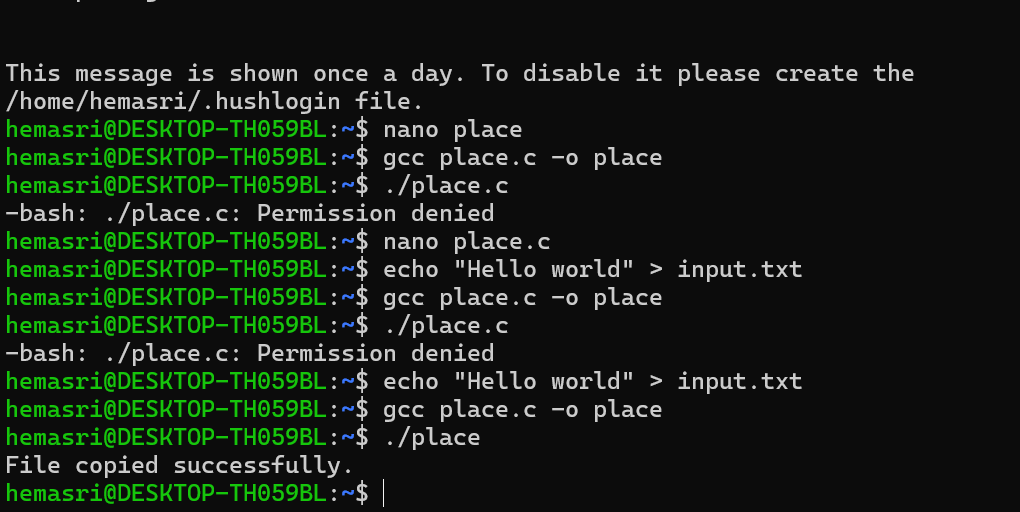 This message is shown once a day. To disable it please create the
/home/hemasri/.hushlogin file.
hemasri@DESKTOP-TH059BL:~$ nano place
hemasri@DESKTOP-TH059BL:~$ gcc place.c -o place
hemasri@DESKTOP-TH059BL:~$ ./place.c
-bash: ./place.c: Permission denied
hemasri@DESKTOP-TH059BL:~$ nano place.c
hemasri@DESKTOP-TH059BL:~$ echo "Hello world" > input.txt
hemasri@DESKTOP-TH059BL:~$ gcc place.c -o place
hemasri@DESKTOP-TH059BL:~$ ./place.c
-bash: ./place.c: Permission denied
hemasri@DESKTOP-TH059BL:~$ echo "Hello world" > input.txt
hemasri@DESKTOP-TH059BL:~$ gcc place.c -o place
hemasri@DESKTOP-TH059BL:~$ ./place
File copied successfully.
hemasri@DESKTOP-TH059BL:~$